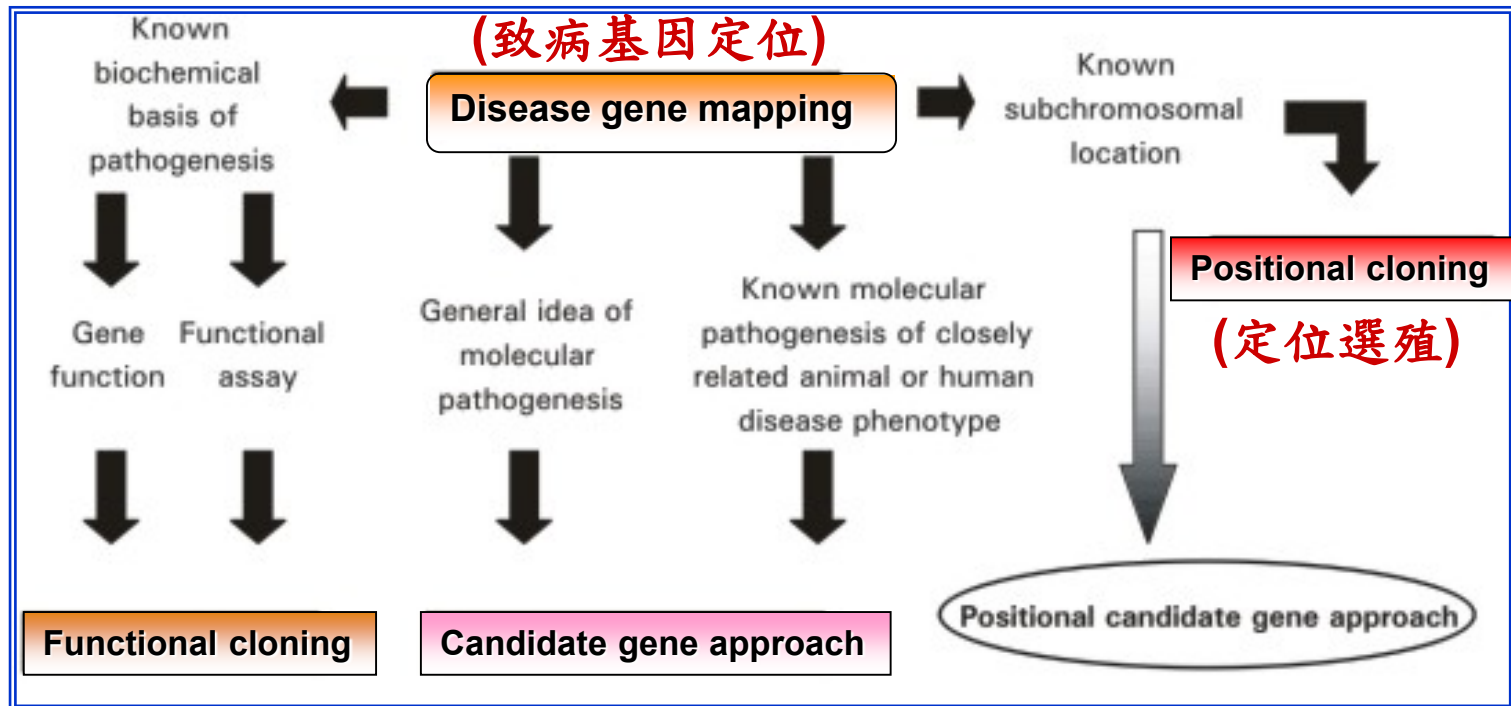 (致病基因定位)
Disease gene mapping
Known
biochemical
basis of
pathogenesis
Known
subchromosomal
location
Gene
function
Functional
assay
General idea of
molecular
pathogenesis
Known molecular
pathogenesis of closely
related animal or human
disease phenotype
Positional cloning
(定位選殖)
Functional cloning
Candidate gene approach
Positional candidate gene approach